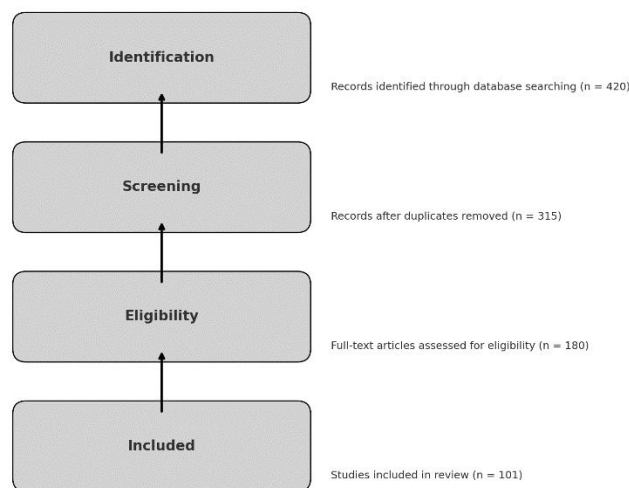 Identification
Records identified through database searching (n = 420)
Screening
Records after duplicates removed (n = 315)
Eligibility
Full-text articles assessed for eligibility (n = 180)
Included
Studies included in review (n = 101)